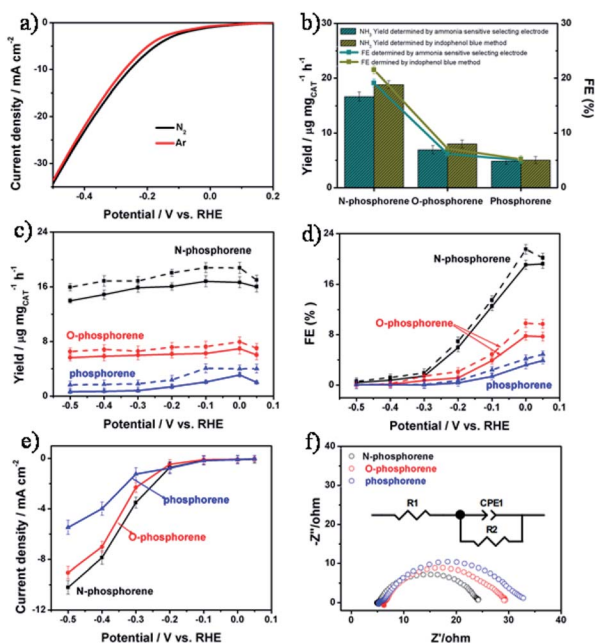 a)
0
-10
-20
-30
Current density / mA cm⁻²
N₂
Ar
-0.4
-0.2
0.0
0.2
Potential / V vs. RHE
b)
NH₃ Yield determined by ammonia sensitive selecting electrode
NH₃ Yield determined by indophenol blue method
FE determined by ammonia sensitive selecting electrode
FE dermined by indophenol blue method
30
25
20
15
10
5
0
Yield / μg mg_CAT⁻¹ h⁻¹
30
20
10
5
0
FE (%)
N-phosphorene
O-phosphorene
Phosphorene
c)
24
16
8
0
Yield / μg mg_CAT⁻¹ h⁻¹
N-phosphorene
O-phosphorene
phosphorene
-0.5 -0.4 -0.3 -0.2 -0.1 0.0 0.1
Potential / V vs. RHE
d)
30
20
10
0
FE (%)
N-phosphorene
O-phosphorene
phosphorene
-0.5 -0.4 -0.3 -0.2 -0.1 0.0 0.1
Potential / V vs. RHE
e)
0
-4
-8
-12
Current density / mA cm⁻²
phosphorene
O-phosphorene
N-phosphorene
-0.5 -0.4 -0.3 -0.2 -0.1 0.0 0.1
Potential / V vs. RHE
f)
N-phosphorene
O-phosphorene
phosphorene
R1
CPE1
R2
40
30
20
10
0
-Z''/ohm
0 10 20 30 40
Z'/ohm